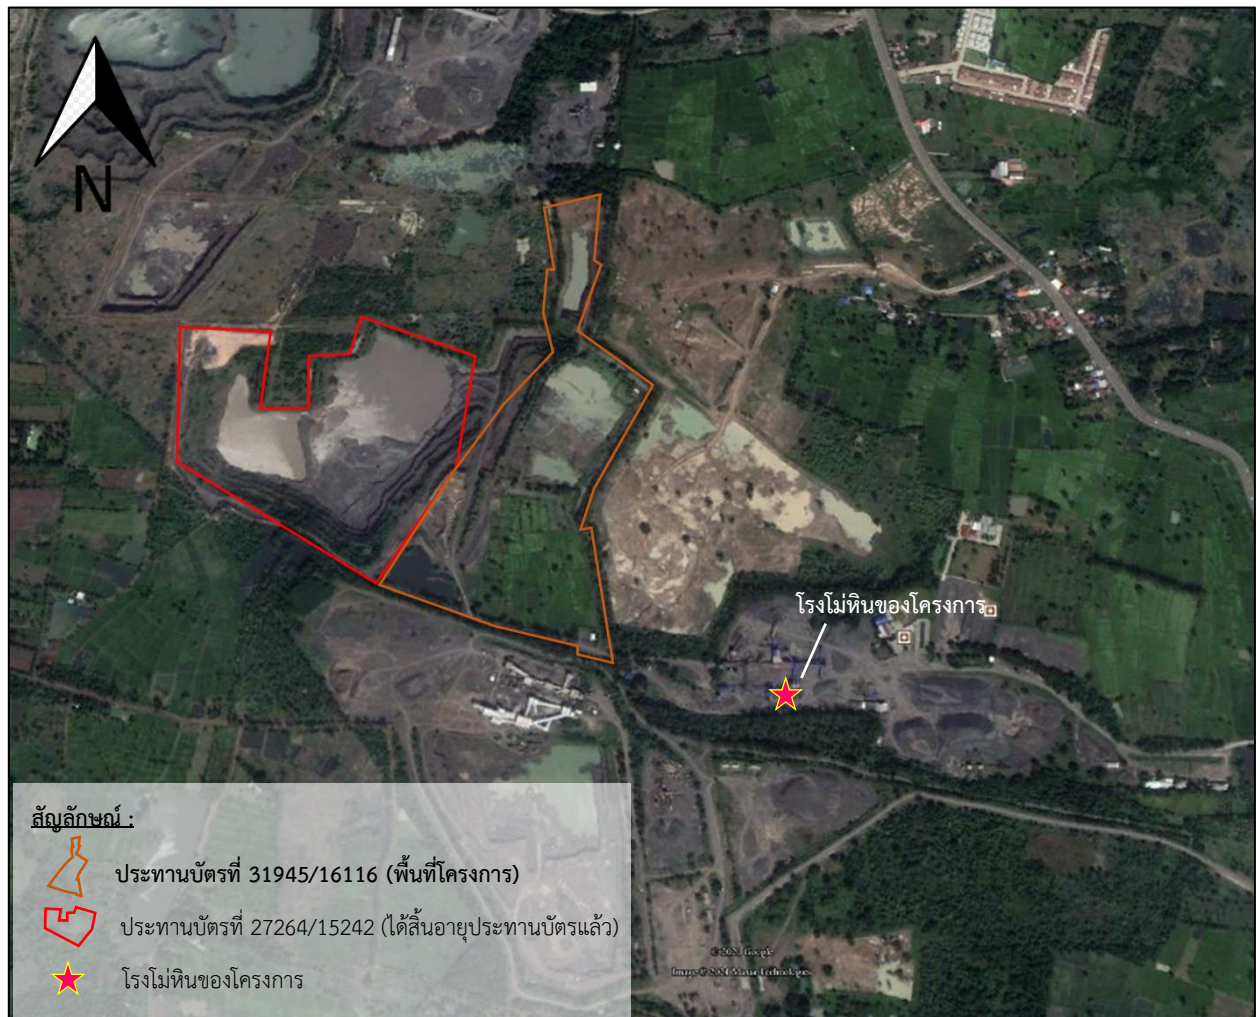 N
โรงโม่หินของโครงการ
สัญลักษณ์ :
ประทานบัตรที่ 31945/16116 (พื้นที่โครงการ)
ประทานบัตรที่ 27264/15242 (ได้สิ้นอายุประทานบัตรแล้ว)
โรงโม่หินของโครงการ
Google
Image © Technologies